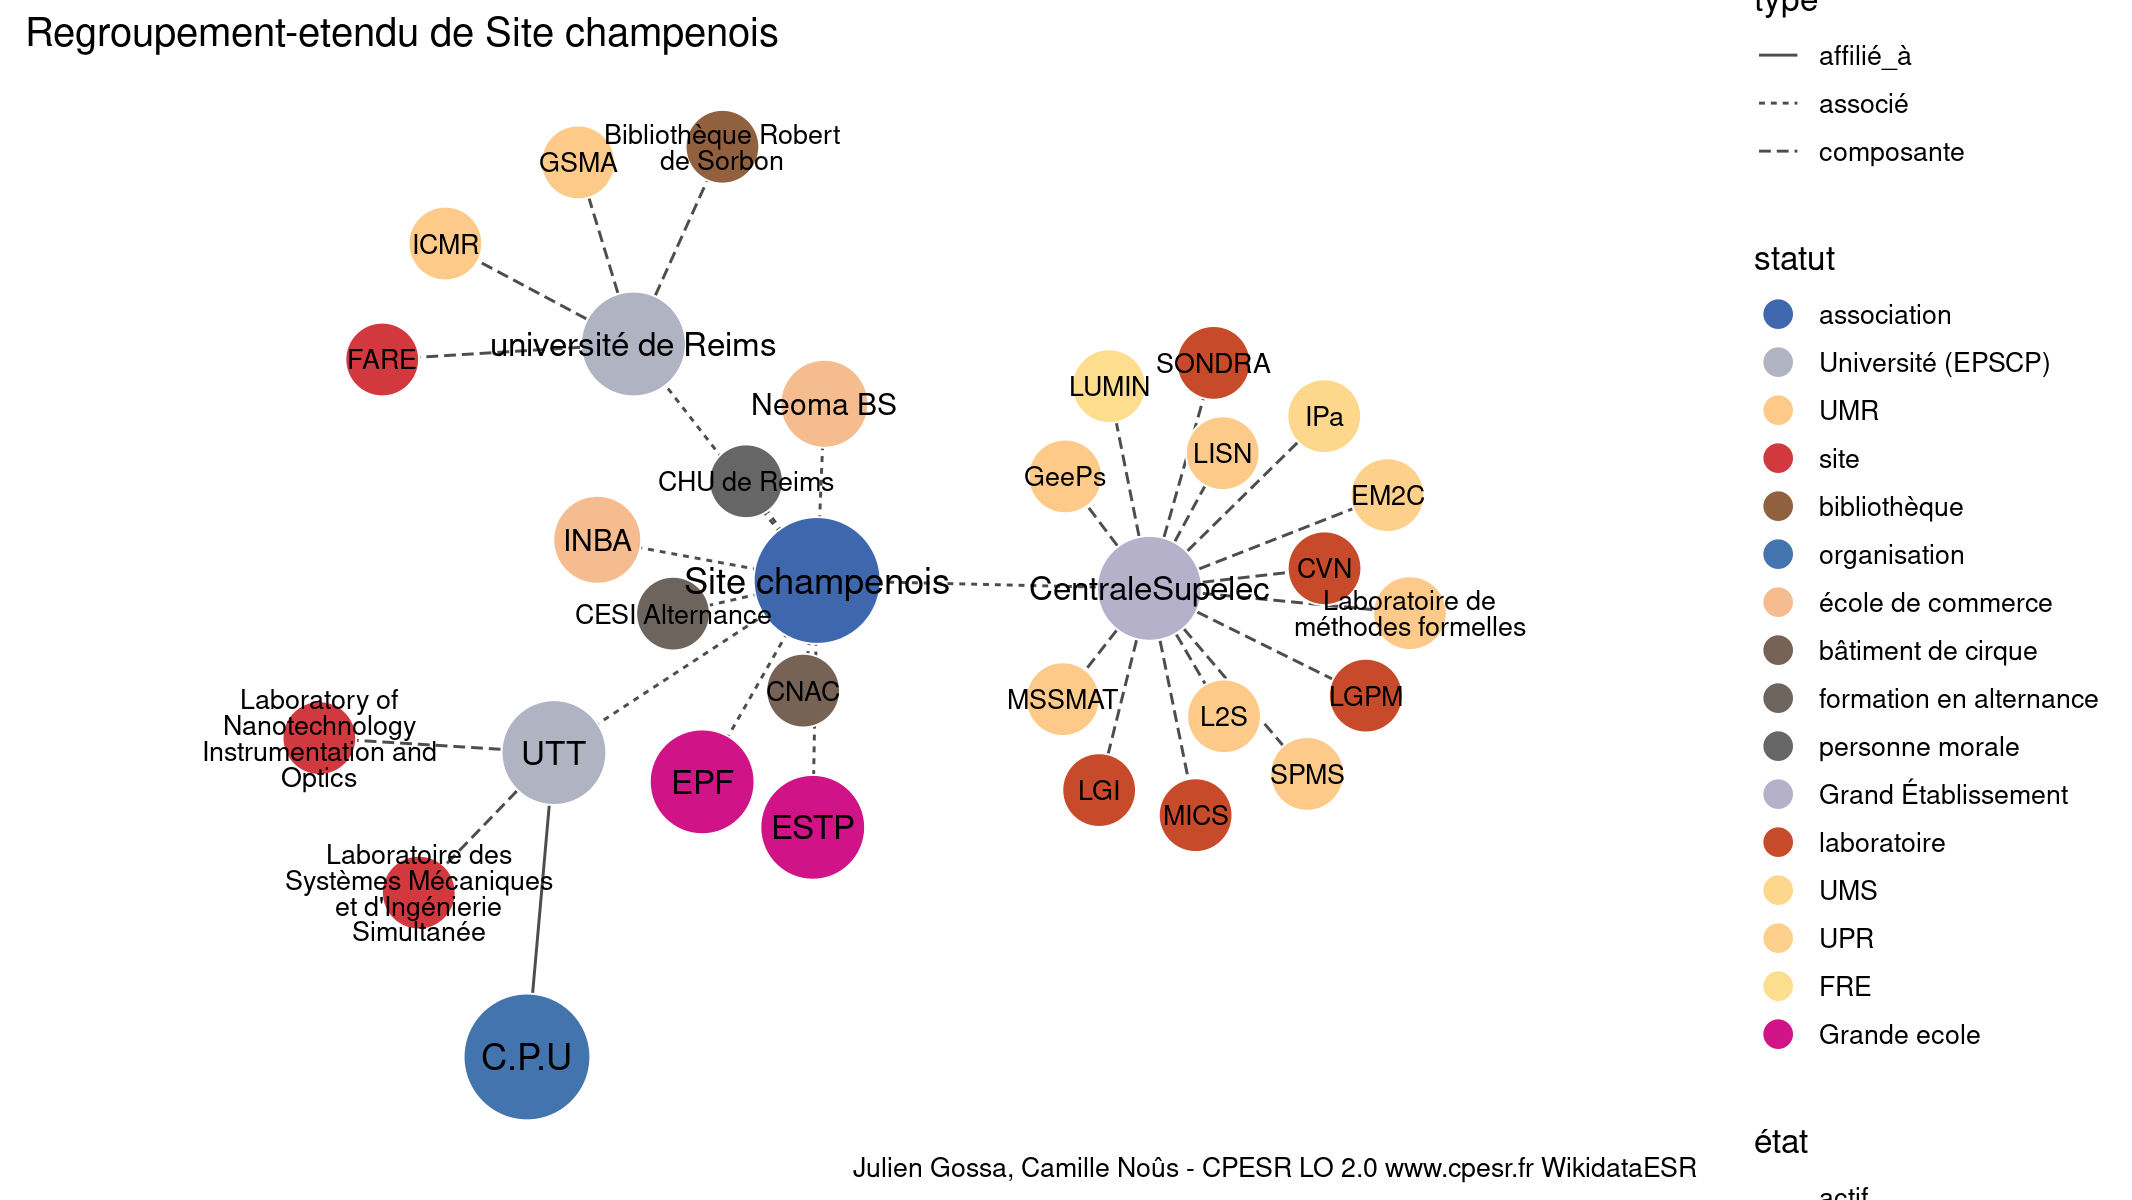 Regroupement-etendu de Site champenois
Bibliothèque Robert
de Sorbon
GSMA
ICMR
FARE
université de Reims
Neoma BS
CHU de Reims
INBA
Site champenois
CESI Alternance
CNAC
UTT
EPF
ESTP
Laboratory of
Nanotechnology
Instrumentation and
Optics
Laboratoire des
Systèmes Mécaniques
et d'Ingénierie
Simultanée
C.P.U
LUMIN
SONDRA
IPa
LISN
GeePs
EM2C
CVN
CentraleSupelec
Laboratoire de
méthodes formelles
MSSMAT
LGPM
L2S
SPMS
LGI
MICS
type
affilié_à
associé
composante
statut
association
Université (EPSCP)
UMR
site
bibliothèque
organisation
école de commerce
bâtiment de cirque
formation en alternance
personne morale
Grand Établissement
laboratoire
UMS
UPR
FRE
Grande ecole
état
actif
Julien Gossa, Camille Noûs - CPESR LO 2.0 www.cpesr.fr WikidataESR